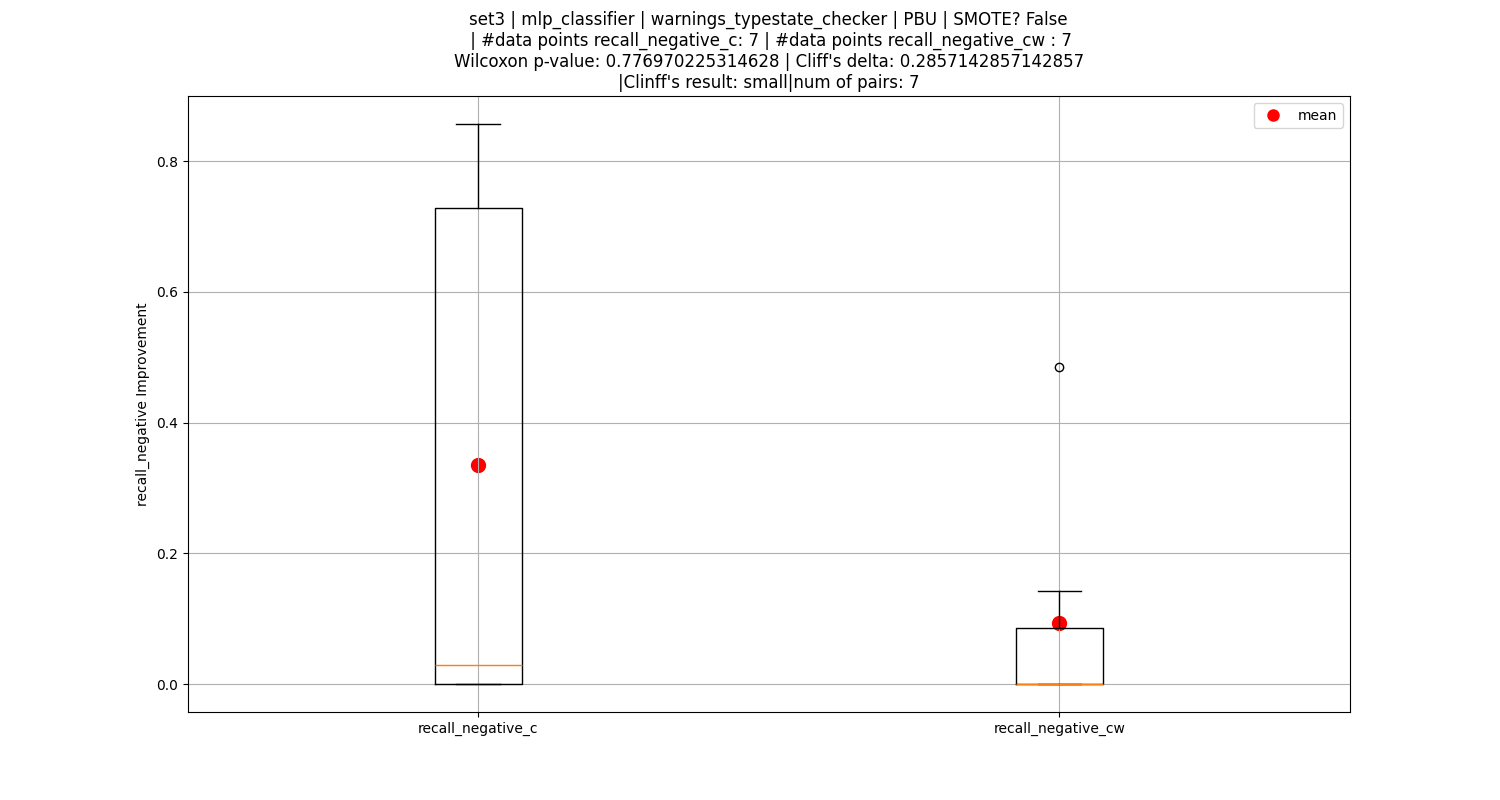 set3 | mlp_classifier | warnings_typestate_checker | PBU | SMOTE? False
| #data points recall_negative_c: 7 | #data points recall_negative_cw : 7
Wilcoxon p-value: 0.776970225314628 | Cliff's delta: 0.2857142857142857
|Clinff's result: small|num of pairs: 7
mean
0.8
0.6
0.4
0.2
0.0
recall_negative Improvement
recall_negative_c
recall_negative_cw